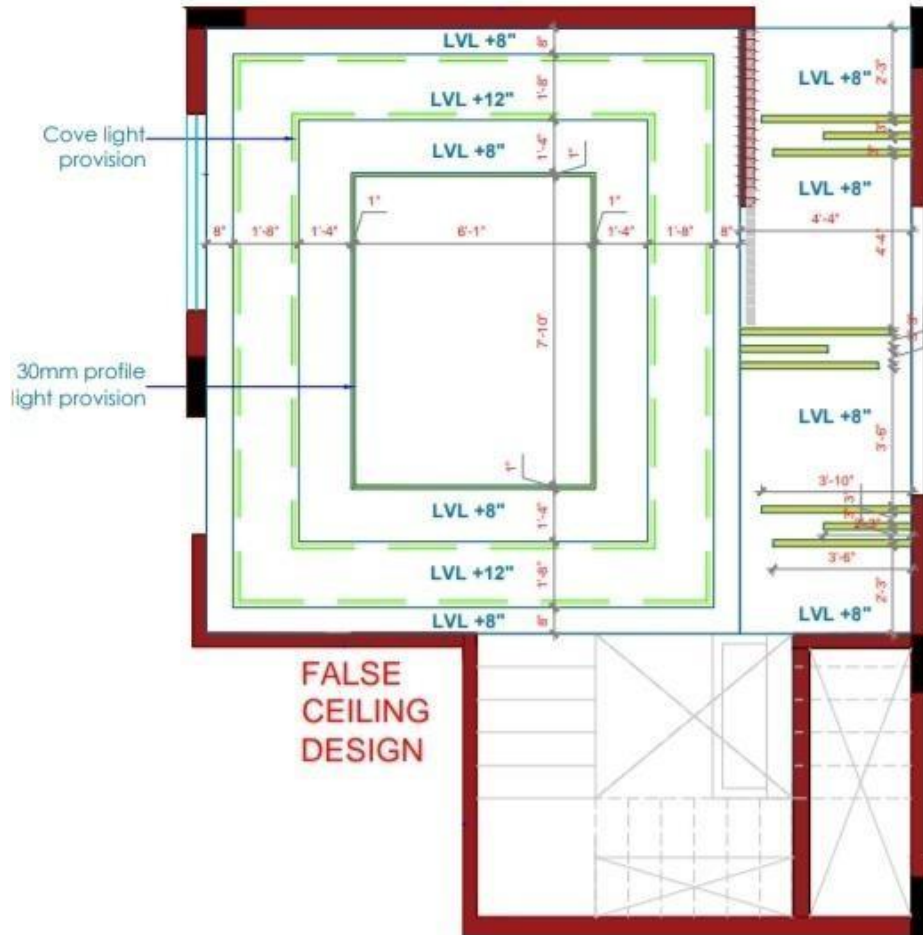 LVL +8"
8"
LVL +8"
2'-3"
1'-8"
LVL +12"
Cove light
provision
3"
LVL +8"
1'-4"
1"
3"
LVL +8"
1"
1"
4'-4"
8"
1'-8"
1'-4"
6'-1"
1'-4"
1'-8"
8"
4'-4"
7'-10"
30mm profile
light provision
LVL +8"
3'-6"
1"
3'-10"
LVL +8"
1'-4"
LVL +12"
1'-8"
3'-6"
2'-3"
LVL +8"
8"
LVL +8"
FALSE
CEILING
DESIGN